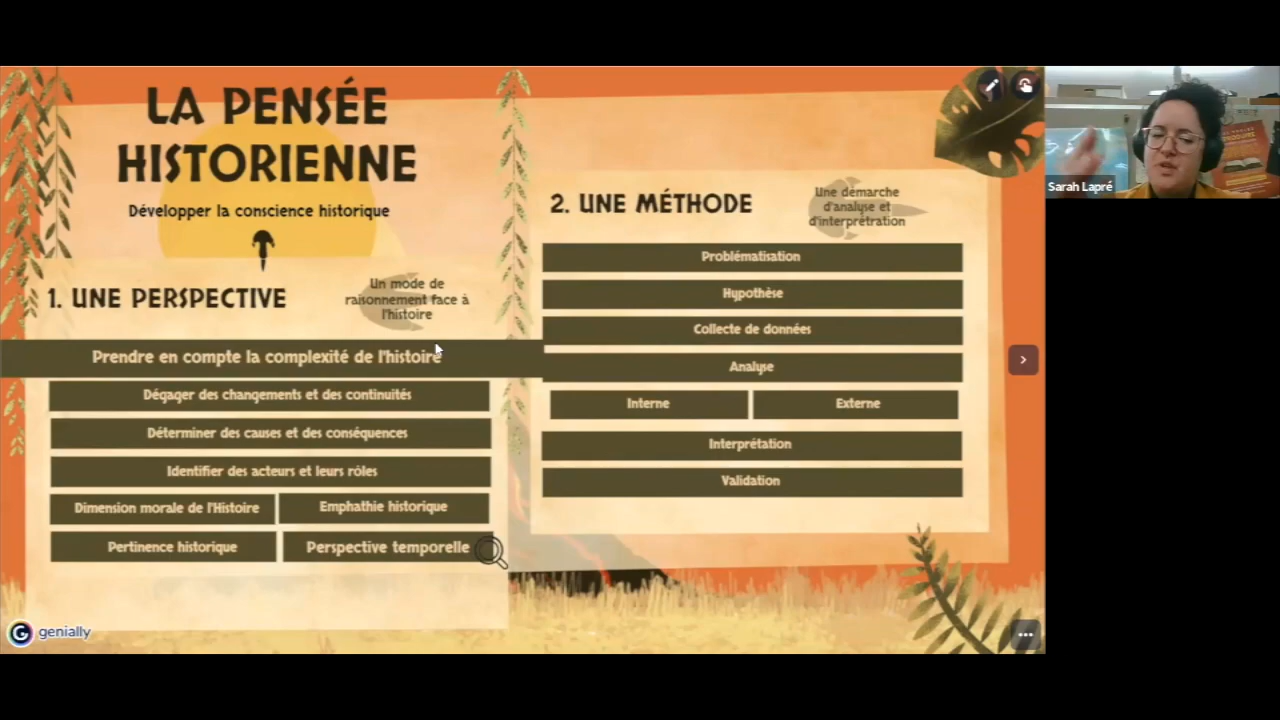 LA PENSÉE
HISTORIENNE
Développer la conscience historique
1. UNE PERSPECTIVE
Un mode de
raisonnement face à
l'histoire
Prendre en compte la complexité de l'histoire
Dégager des changements et des continuités
Déterminer des causes et des conséquences
Identifier des acteurs et leurs rôles
Dimension morale de l'Histoire
Emphathie historique
Pertinence historique
Perspective temporelle
2. UNE MÉTHODE
Une démarche
d'analyse et
d'interprétration
Problématisation
Hypothèse
Collecte de données
Analyse
Interne
Externe
Interprétation
Validation
genially
Sarah Lapré